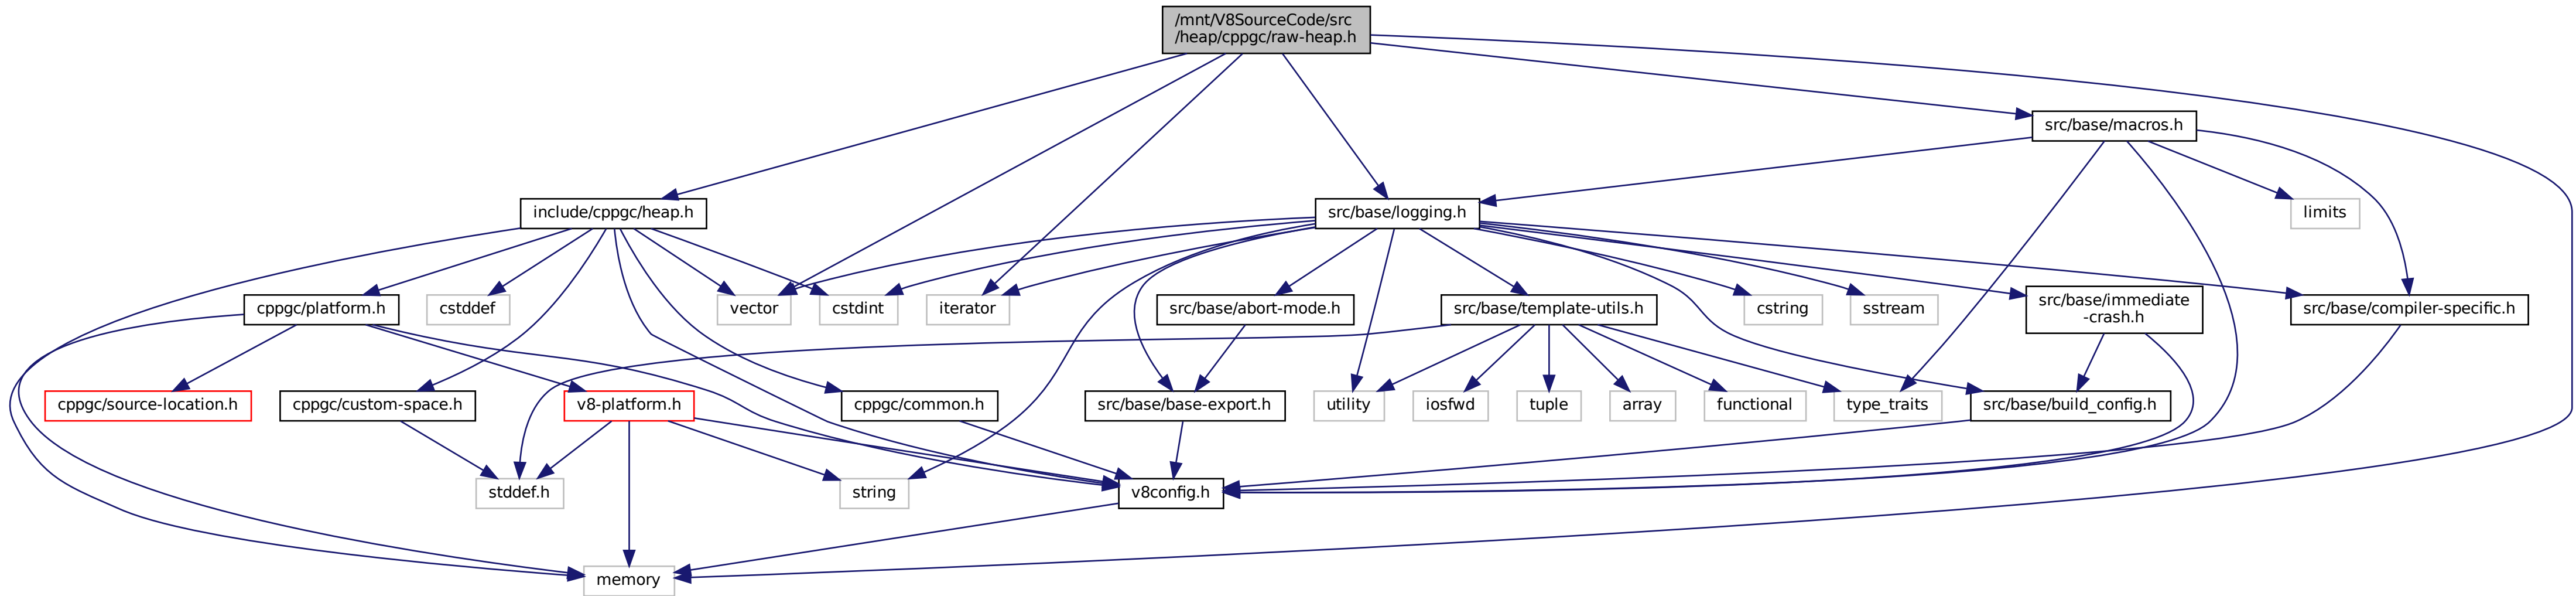 /mnt/V8SourceCode/src
/heap/cppgc/raw-heap.h
src/base/macros.h
include/cppgc/heap.h
src/base/logging.h
limits
cppgc/platform.h
cstddef
vector
cstdint
iterator
src/base/abort-mode.h
src/base/template-utils.h
cstring
sstream
src/base/immediate
-crash.h
src/base/compiler-specific.h
cppgc/source-location.h
cppgc/custom-space.h
v8-platform.h
cppgc/common.h
src/base/base-export.h
utility
iosfwd
tuple
array
functional
type_traits
src/base/build_config.h
stddef.h
string
v8config.h
memory